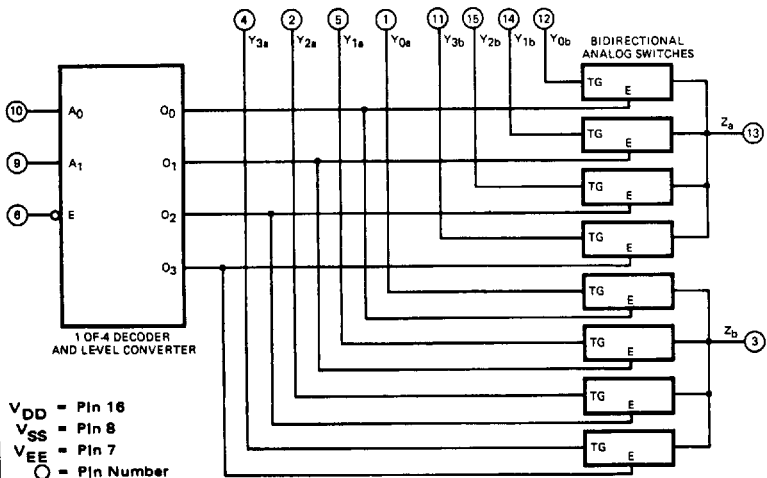 4 2 5 1 11 15 14 12
Y3a Y2a Y1a Y0a Y3b Y2b Y1b Y0b
BIDIRECTIONAL
ANALOG SWITCHES
TG E
10 A0 O0
TG E
Za 13
9 A1 O1
TG E
6 E O2
TG E
O3
TG E
1 OF-4 DECODER
AND LEVEL CONVERTER
TG E
Zb 3
TG E
TG E
VDD = Pin 16
VSS = Pin 8
VEE = Pin 7
○ = Pin Number